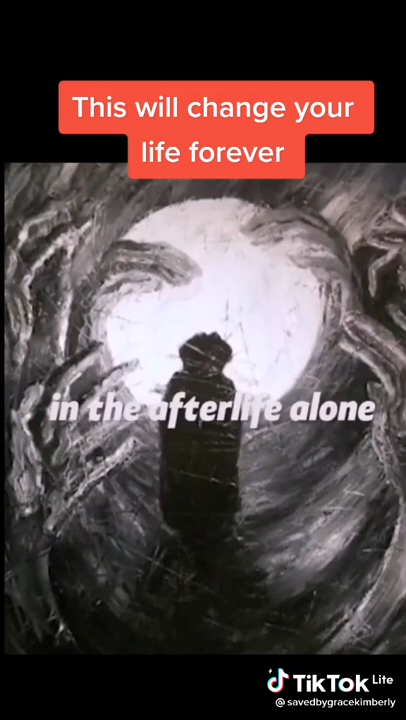 This will change your
life forever
in the afterlife alone
TikTok Lite
@savedbygracekimberly